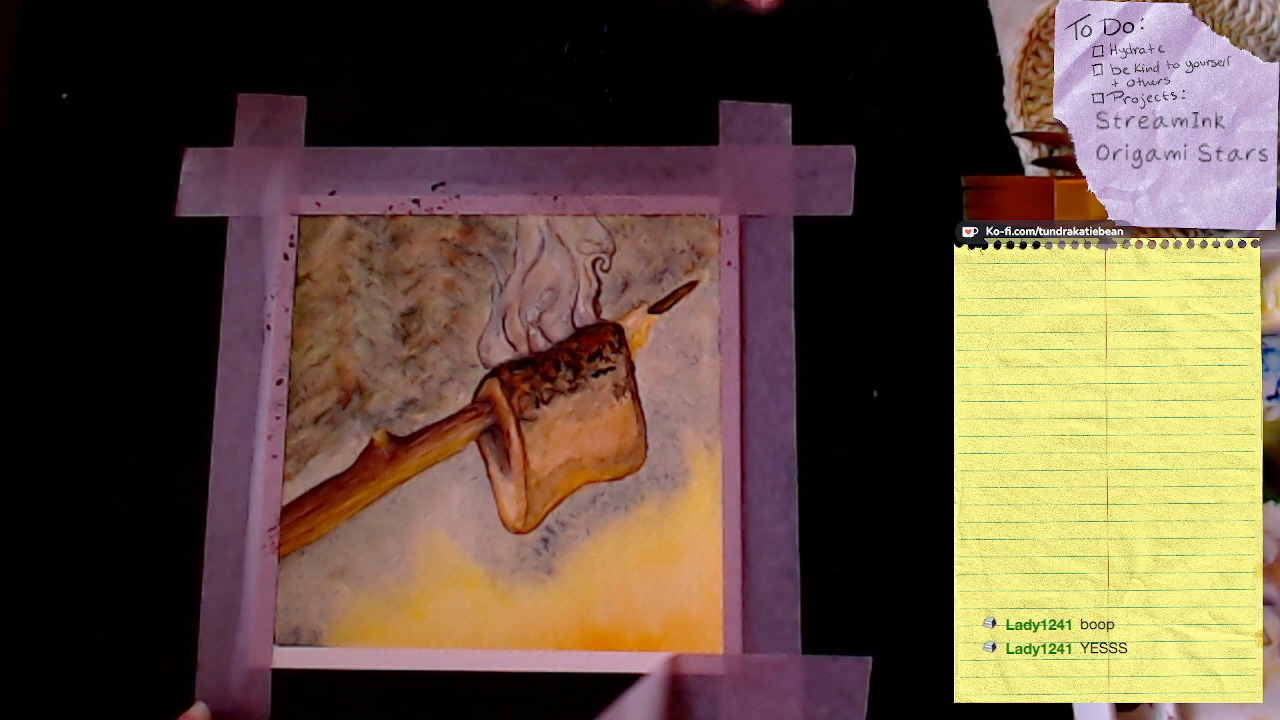 To Do:
Hydrate
be Kind to yourself
+ others
Projects:
StreamInk
Origami Stars
Ko-fi.com/tundrakatiebean
Lady1241 boop
Lady1241 YESSS